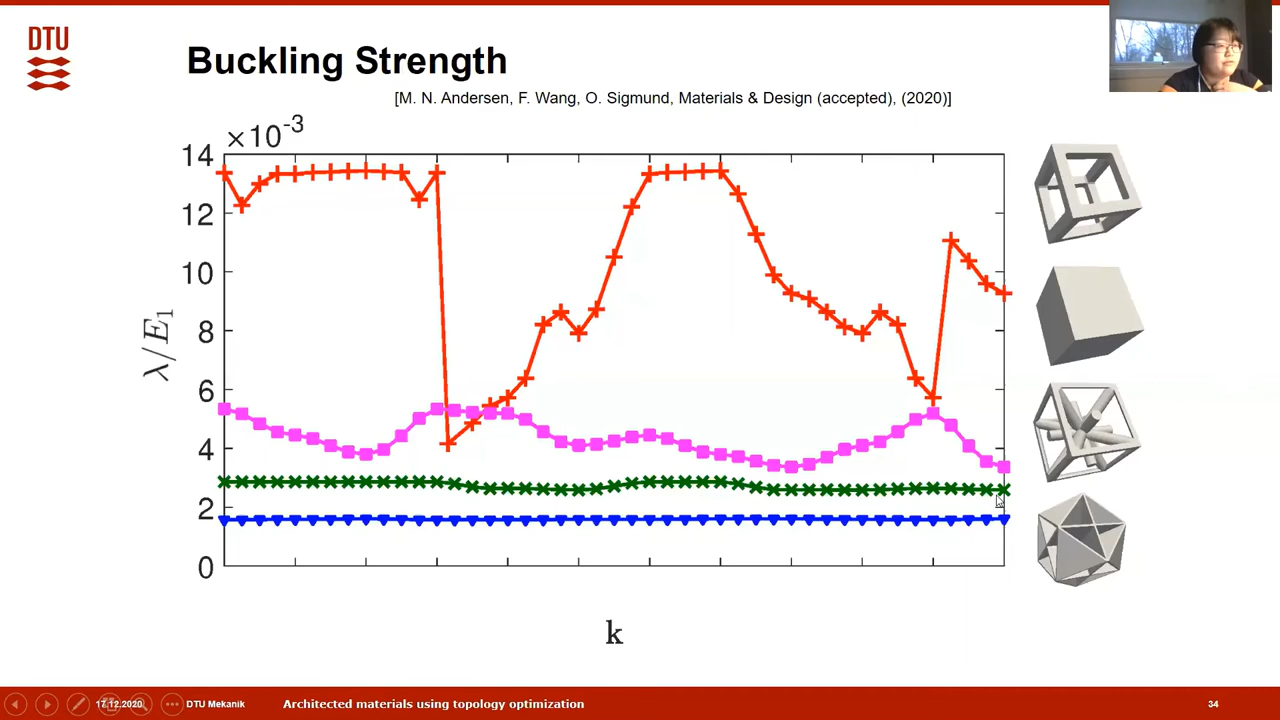 DTU
Buckling Strength
[M. N. Andersen, F. Wang, O. Sigmund, Materials & Design (accepted), (2020)]
×10-3
14
12
10
8
6
4
2
0
λ/E1
k
17.12.2020
DTU Mekanik
Architected materials using topology optimization
34